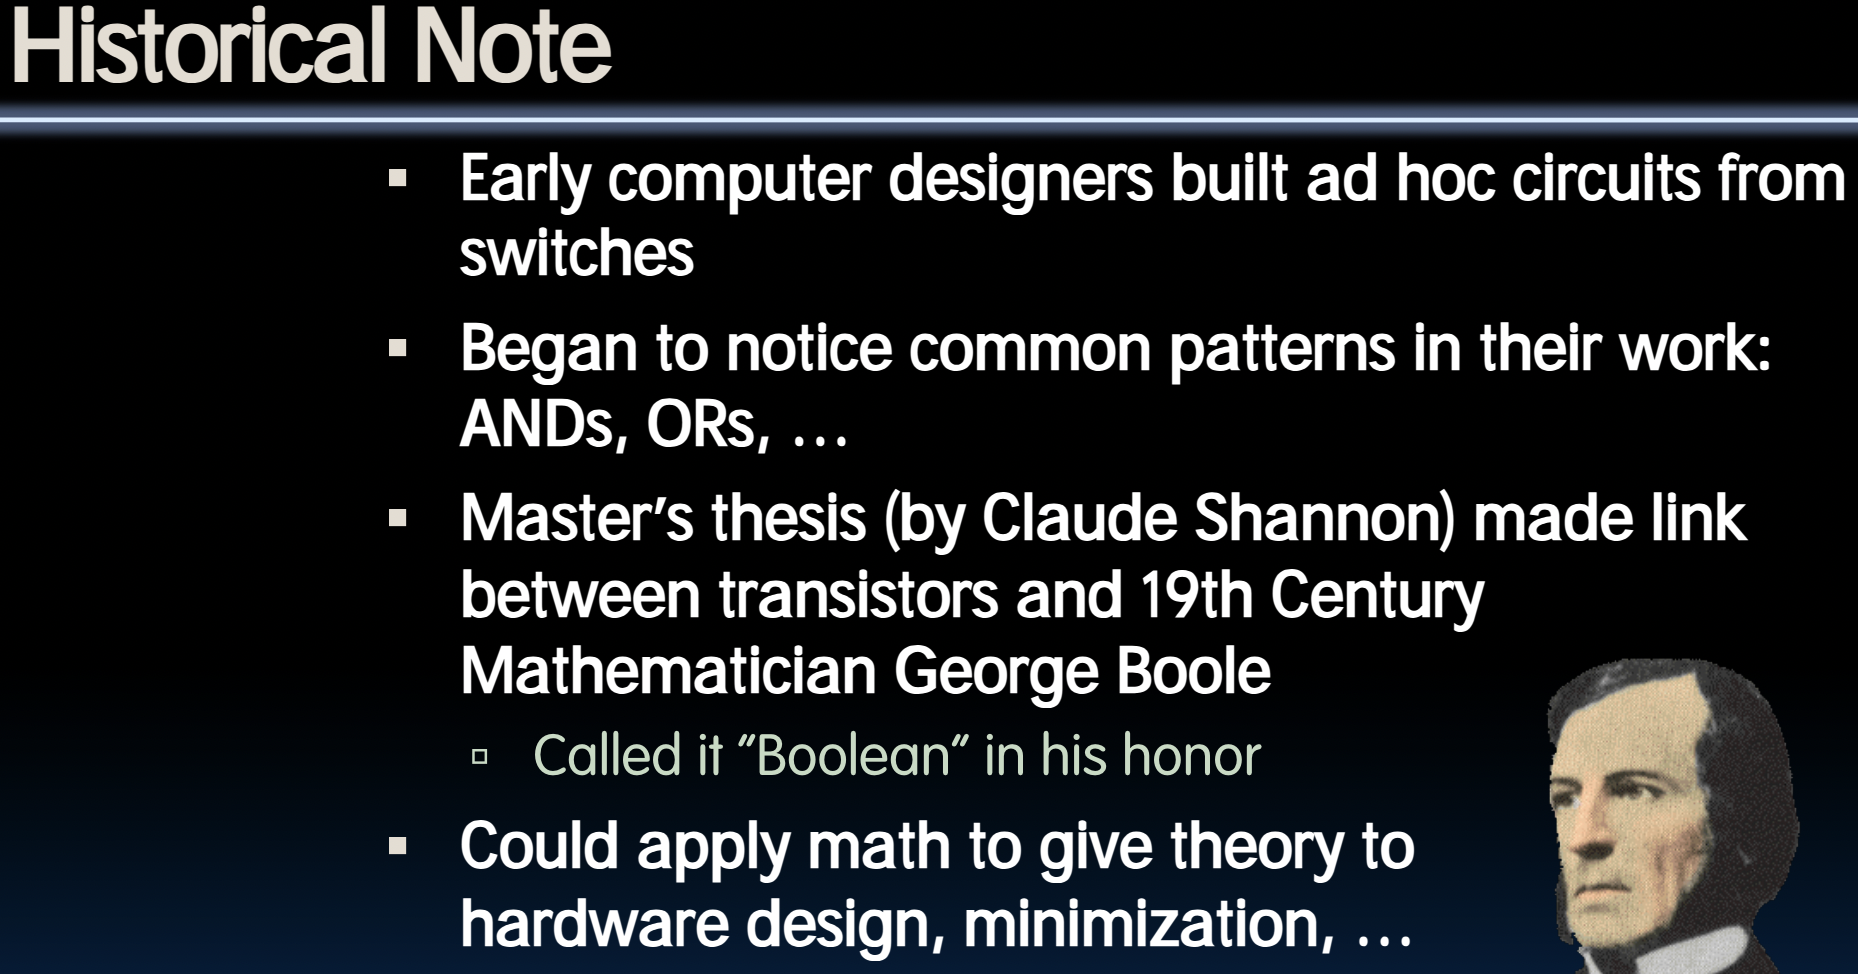 Historical Note
Early computer designers built ad hoc circuits from
switches
Began to notice common patterns in their work:
ANDs, ORs, …
Master's thesis (by Claude Shannon) made link
between transistors and 19th Century
Mathematician George Boole
Called it “Boolean” in his honor
Could apply math to give theory to
hardware design, minimization, …